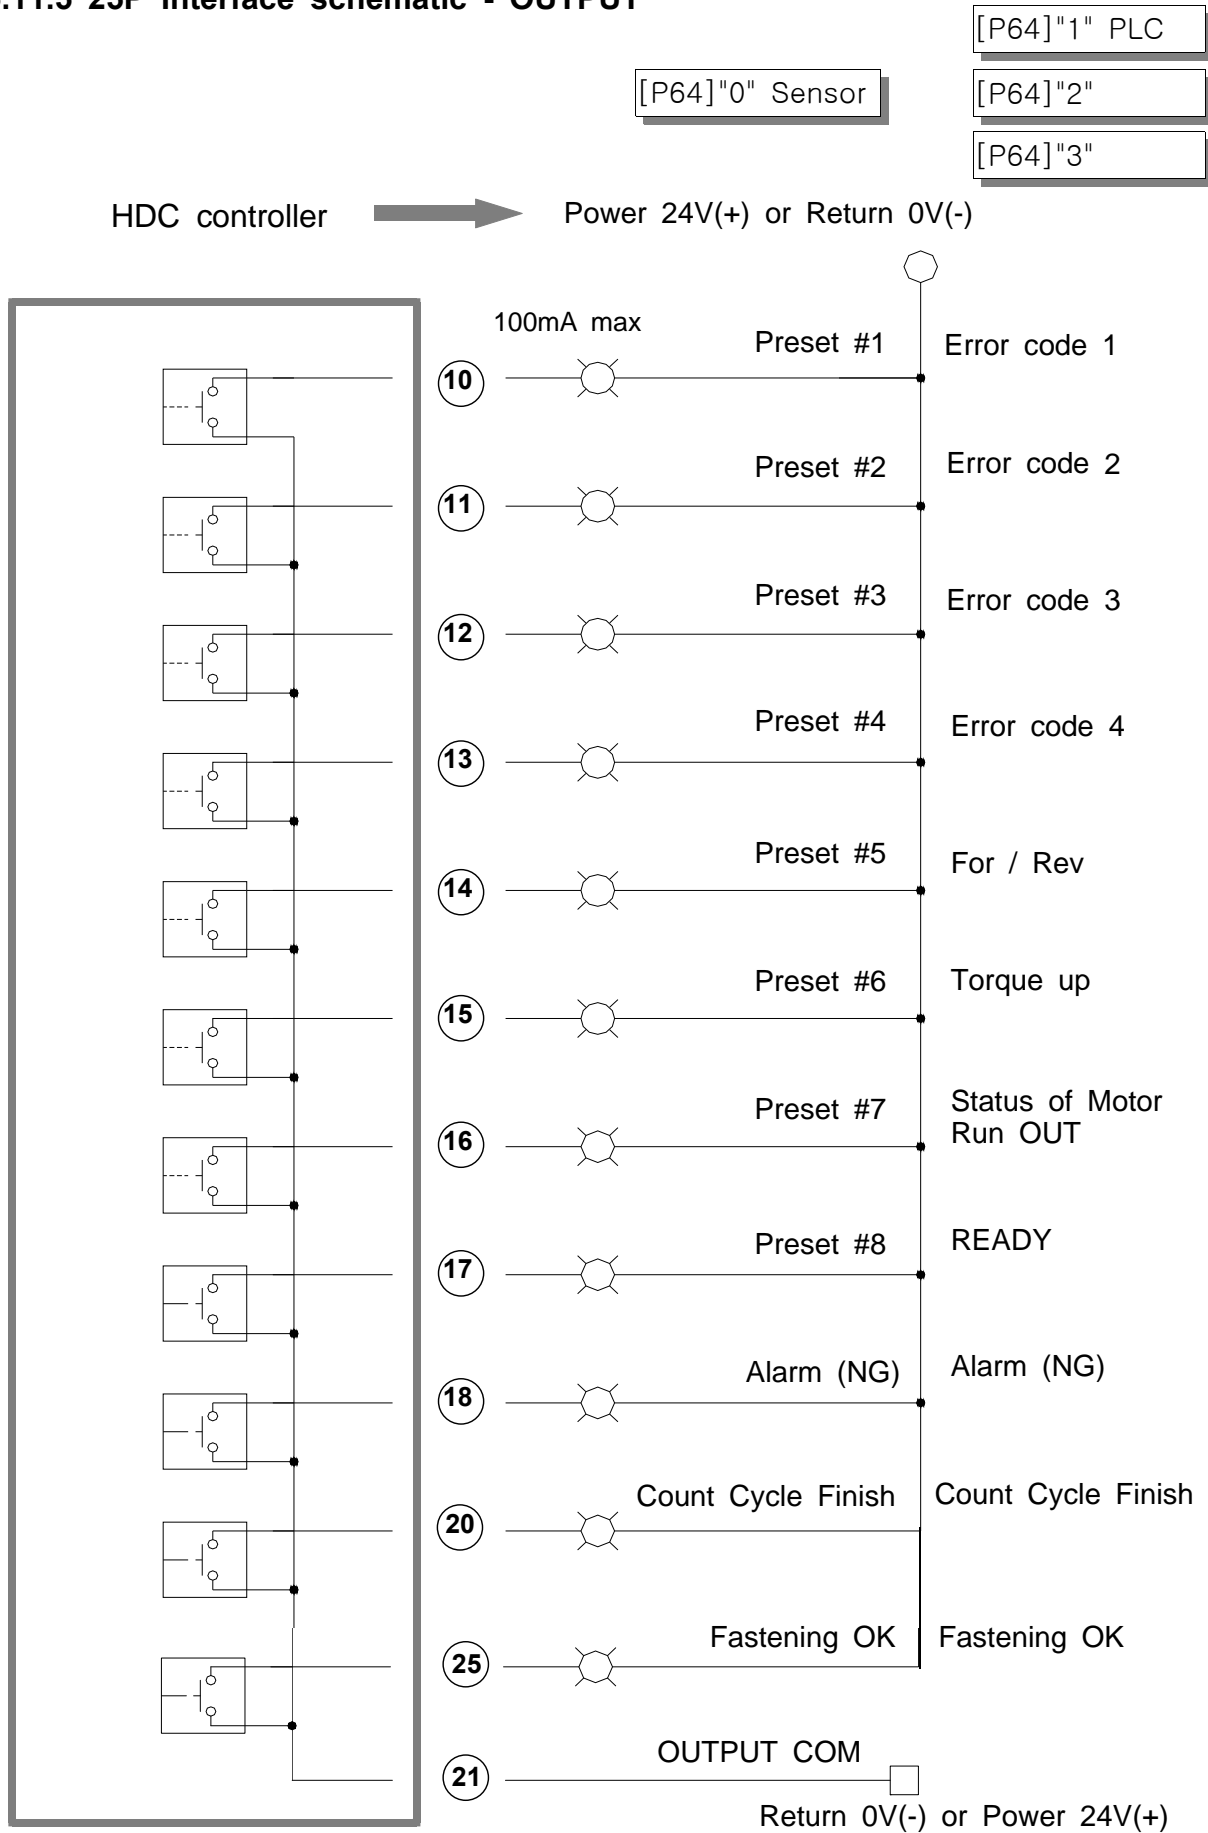 25P Interface schematic - OUTPUT
[P64]"1" PLC
[P64]"0" Sensor
[P64]"2"
[P64]"3"
HDC controller
Power 24V(+) or Return 0V(-)
100mA max
10
Preset #1
Error code 1
11
Preset #2
Error code 2
12
Preset #3
Error code 3
13
Preset #4
Error code 4
14
Preset #5
For / Rev
15
Preset #6
Torque up
16
Preset #7
Status of Motor
Run OUT
17
Preset #8
READY
18
Alarm (NG)
Alarm (NG)
20
Count Cycle Finish
Count Cycle Finish
25
Fastening OK
Fastening OK
21
OUTPUT COM
Return 0V(-) or Power 24V(+)